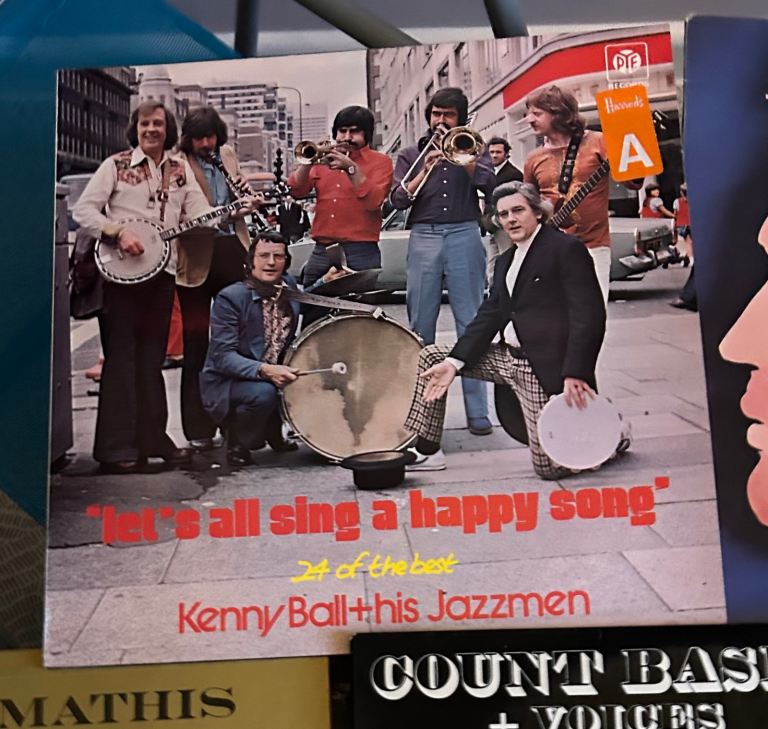 PYE
RECORDS
Harrods
A
"let's all sing a happy song"
24 of the best
Kenny Ball+his Jazzmen
MATHIS
COUNT BAS
+ VOICES